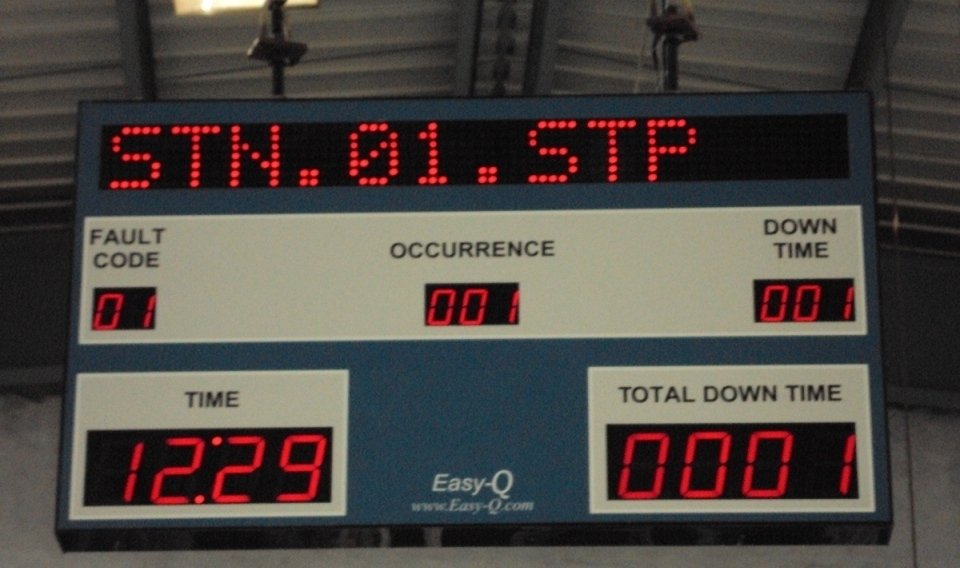 STN.01.STP
FAULT CODE
OCCURRENCE
DOWN TIME
01
001
001
TIME
TOTAL DOWN TIME
12:29
0001
Easy-Q
www.Easy-Q.com